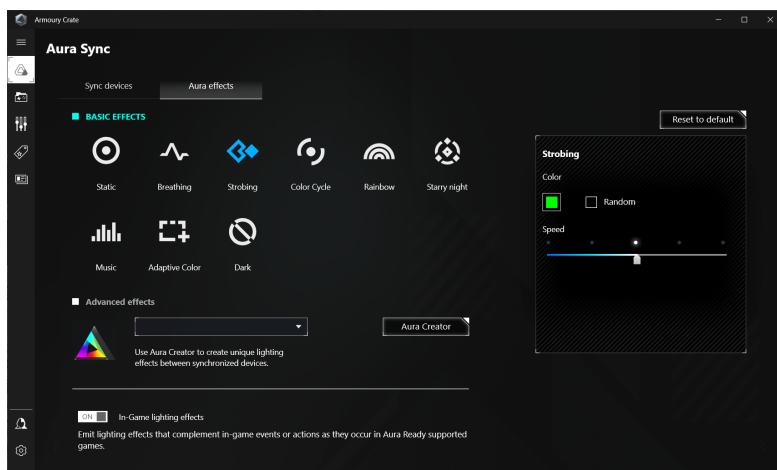 Armoury Crate
Aura Sync
Sync devices
Aura effects
BASIC EFFECTS
Reset to default
Static
Breathing
Strobing
Color Cycle
Rainbow
Starry night
Music
Adaptive Color
Dark
Strobing
Color
Random
Speed
Advanced effects
Aura Creator
Use Aura Creator to create unique lighting
effects between synchronized devices.
ON
In-Game lighting effects
Emit lighting effects that complement in-game events or actions as they occur in Aura Ready supported
games.